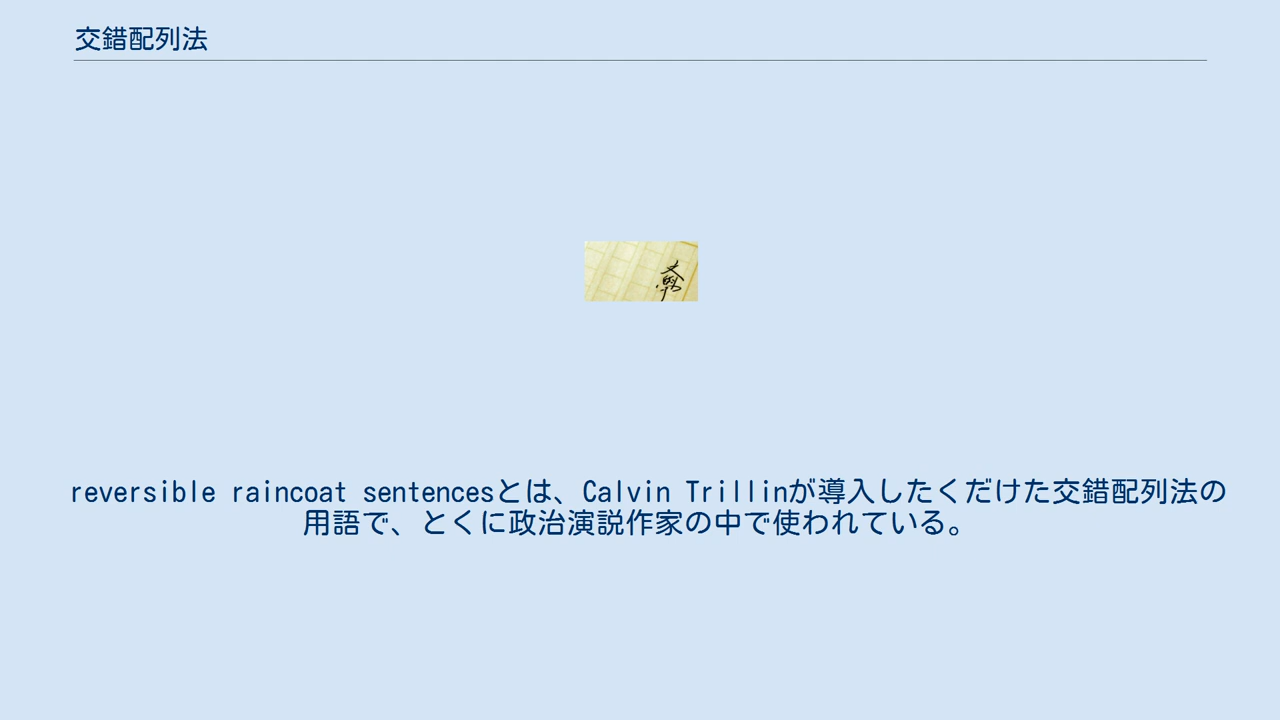 交錯配列法
reversible raincoat sentencesとは、Calvin Trillinが導入したくだけた交錯配列法の
用語で、とくに政治演説作家の中で使われている。